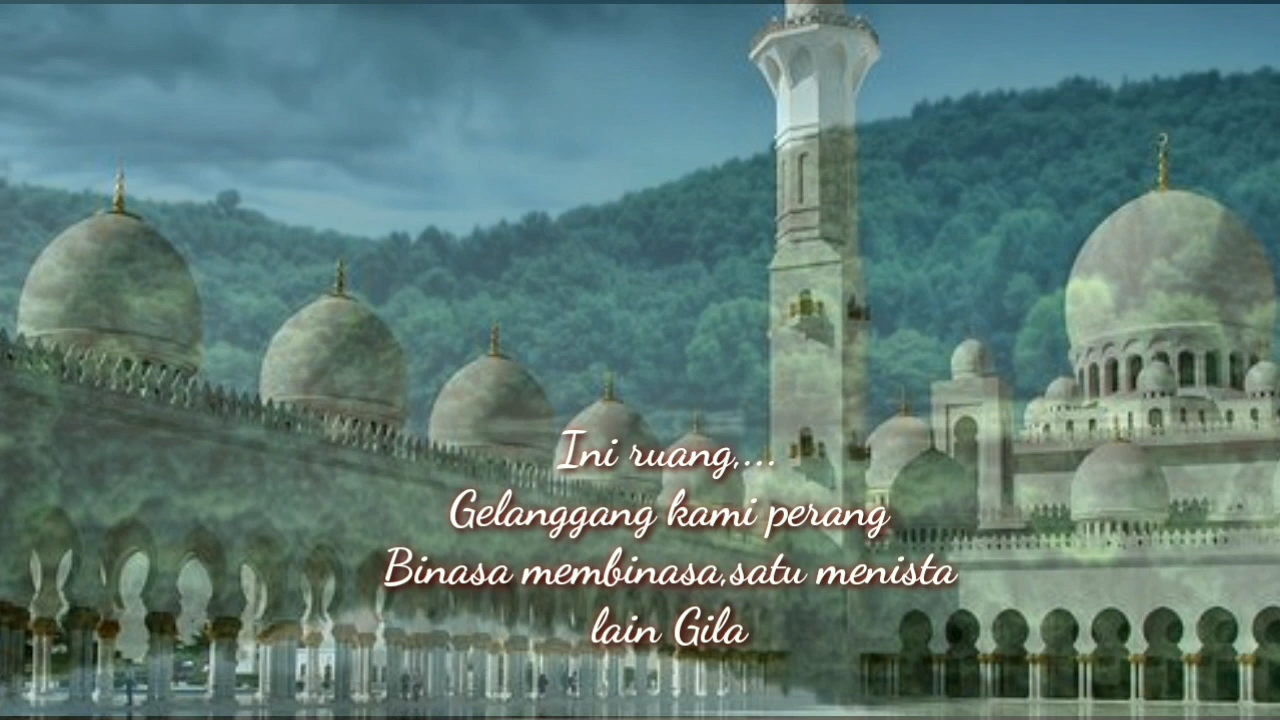 Ini ruang,....
Gelanggang kami perang
Binasa membinasa,satu menista
lain Gila